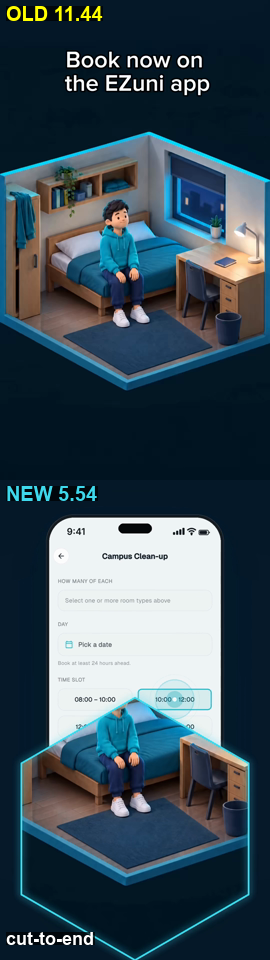 OLD 11.44
Book now on
the EZuni app
NEW 5.54
9:41
Campus Clean-up
HOW MANY OF EACH
Select one or more room types above
DAY
Pick a date
Book at least 24 hours ahead.
TIME SLOT
08:00 – 10:00
10:00 12:00
cut-to-end